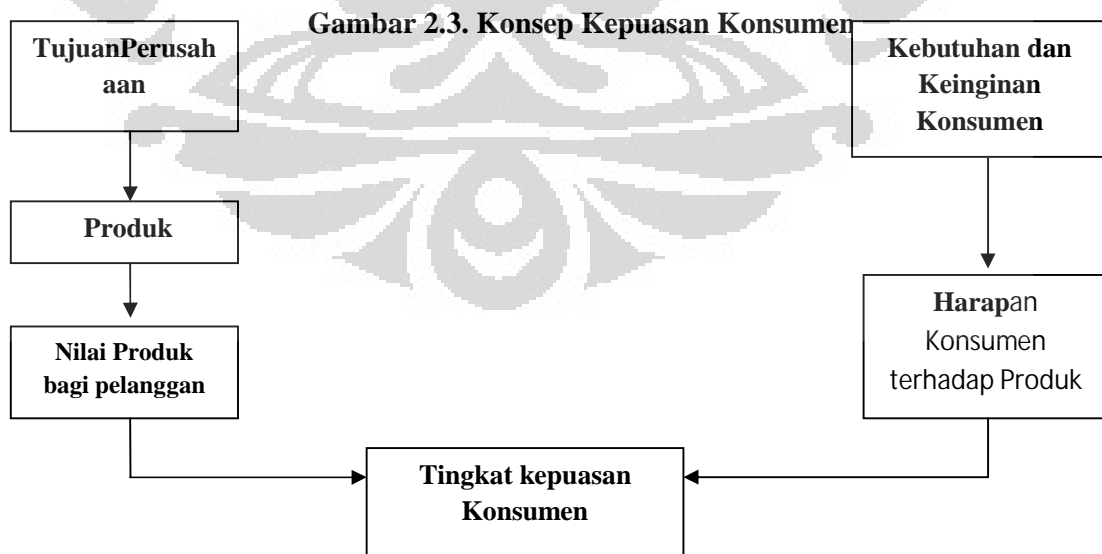 Gambar 2.3. Konsep Kepuasan Konsumen
TujuanPerusah
aan
Kebutuhan dan
Keinginan
Konsumen
Produk
Harapan
Konsumen
terhadap Produk
Nilai Produk
bagi pelanggan
Tingkat kepuasan
Konsumen